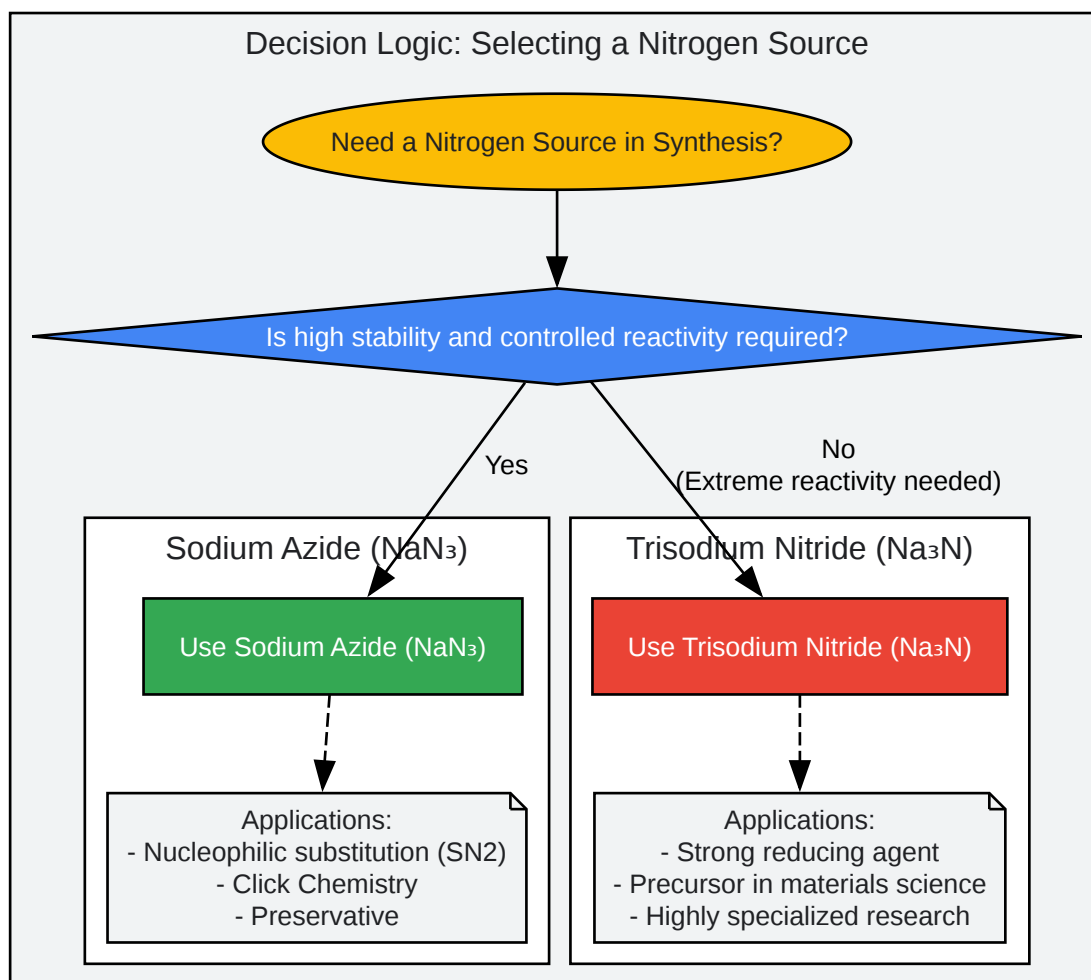 Decision Logic: Selecting a Nitrogen Source
Need a Nitrogen Source in Synthesis?
Is high stability and controlled reactivity required?
Yes
No
(Extreme reactivity needed)
Sodium Azide (NaN₃)
Use Sodium Azide (NaN₃)
Applications:
- Nucleophilic substitution (SN2)
- Click Chemistry
- Preservative
Trisodium Nitride (Na₃N)
Use Trisodium Nitride (Na₃N)
Applications:
- Strong reducing agent
- Precursor in materials science
- Highly specialized research